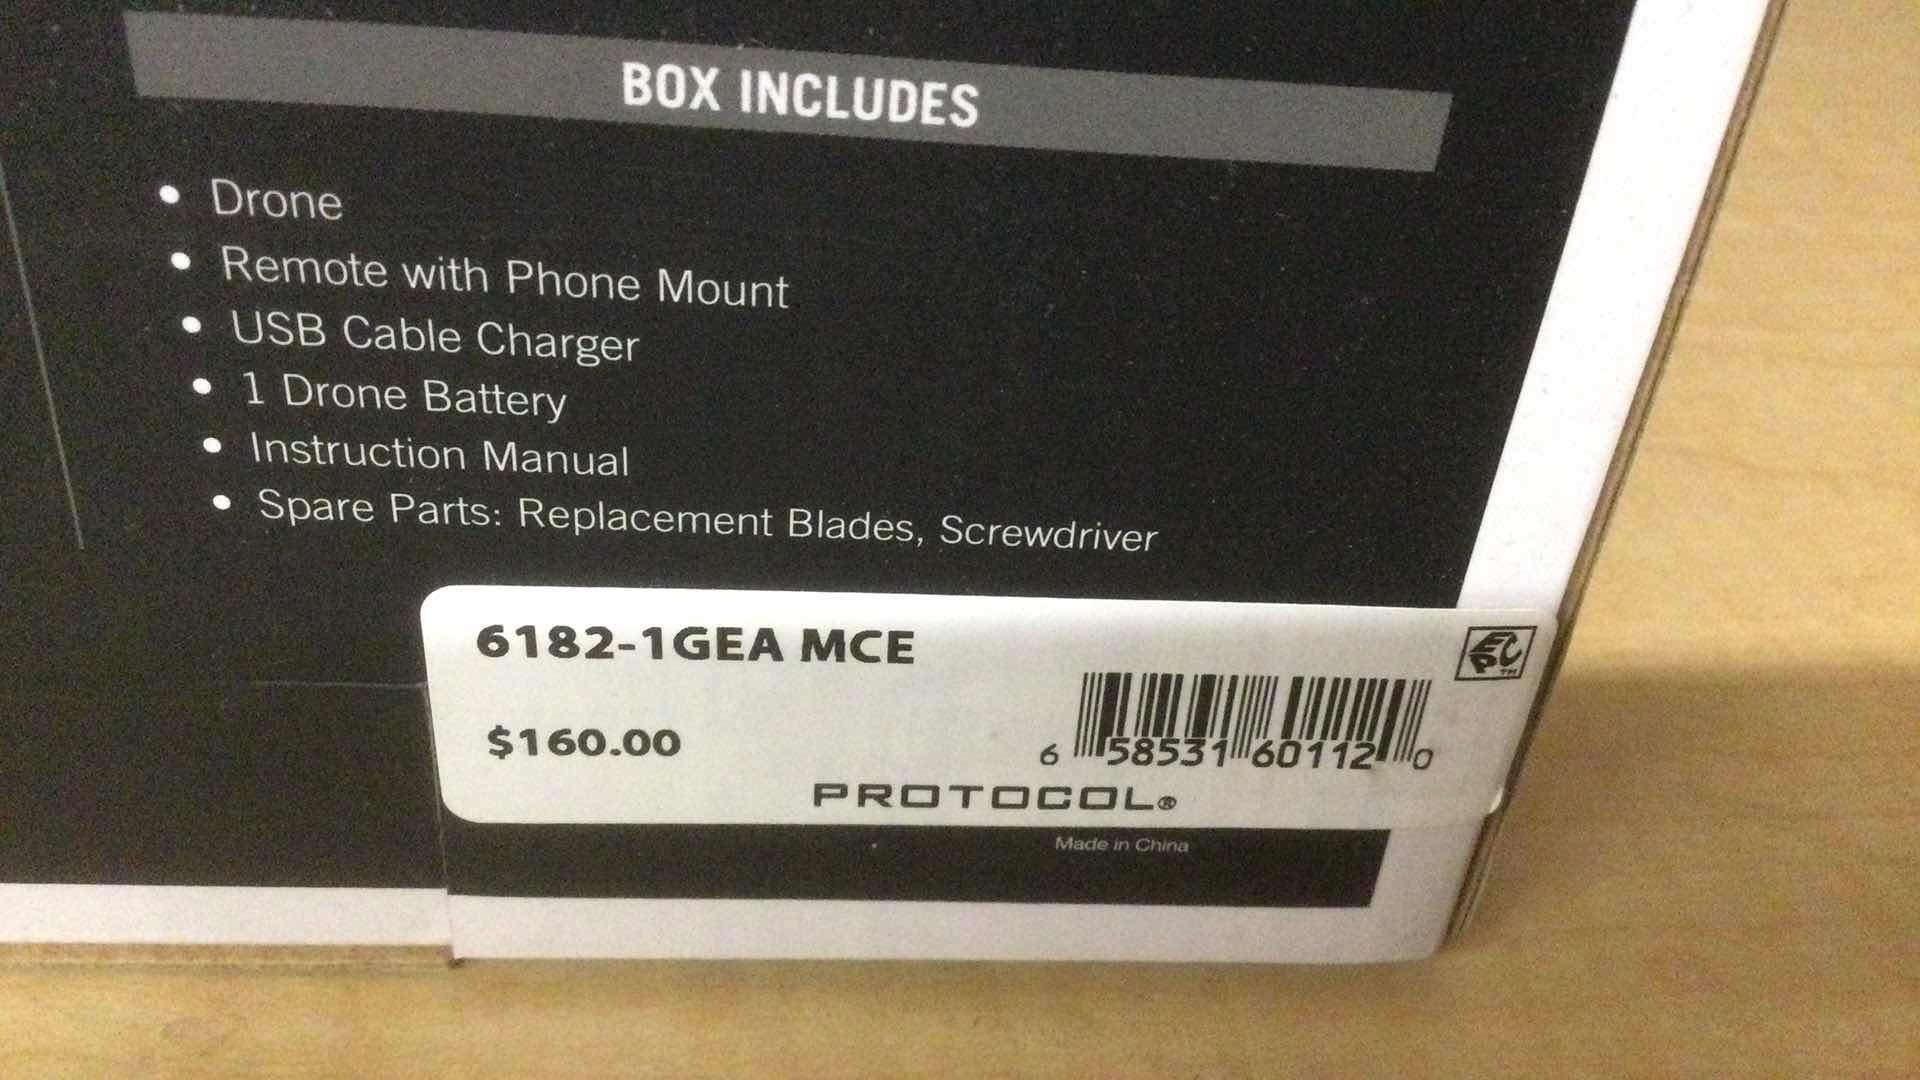 BOX INCLUDES
• Drone
• Remote with Phone Mount
• USB Cable Charger
• 1 Drone Battery
• Instruction Manual
• Spare Parts: Replacement Blades, Screwdriver
6182-1GEA MCE
EPC™
$160.00
6 58531 60112 0
PROTOCOL®
Made in China